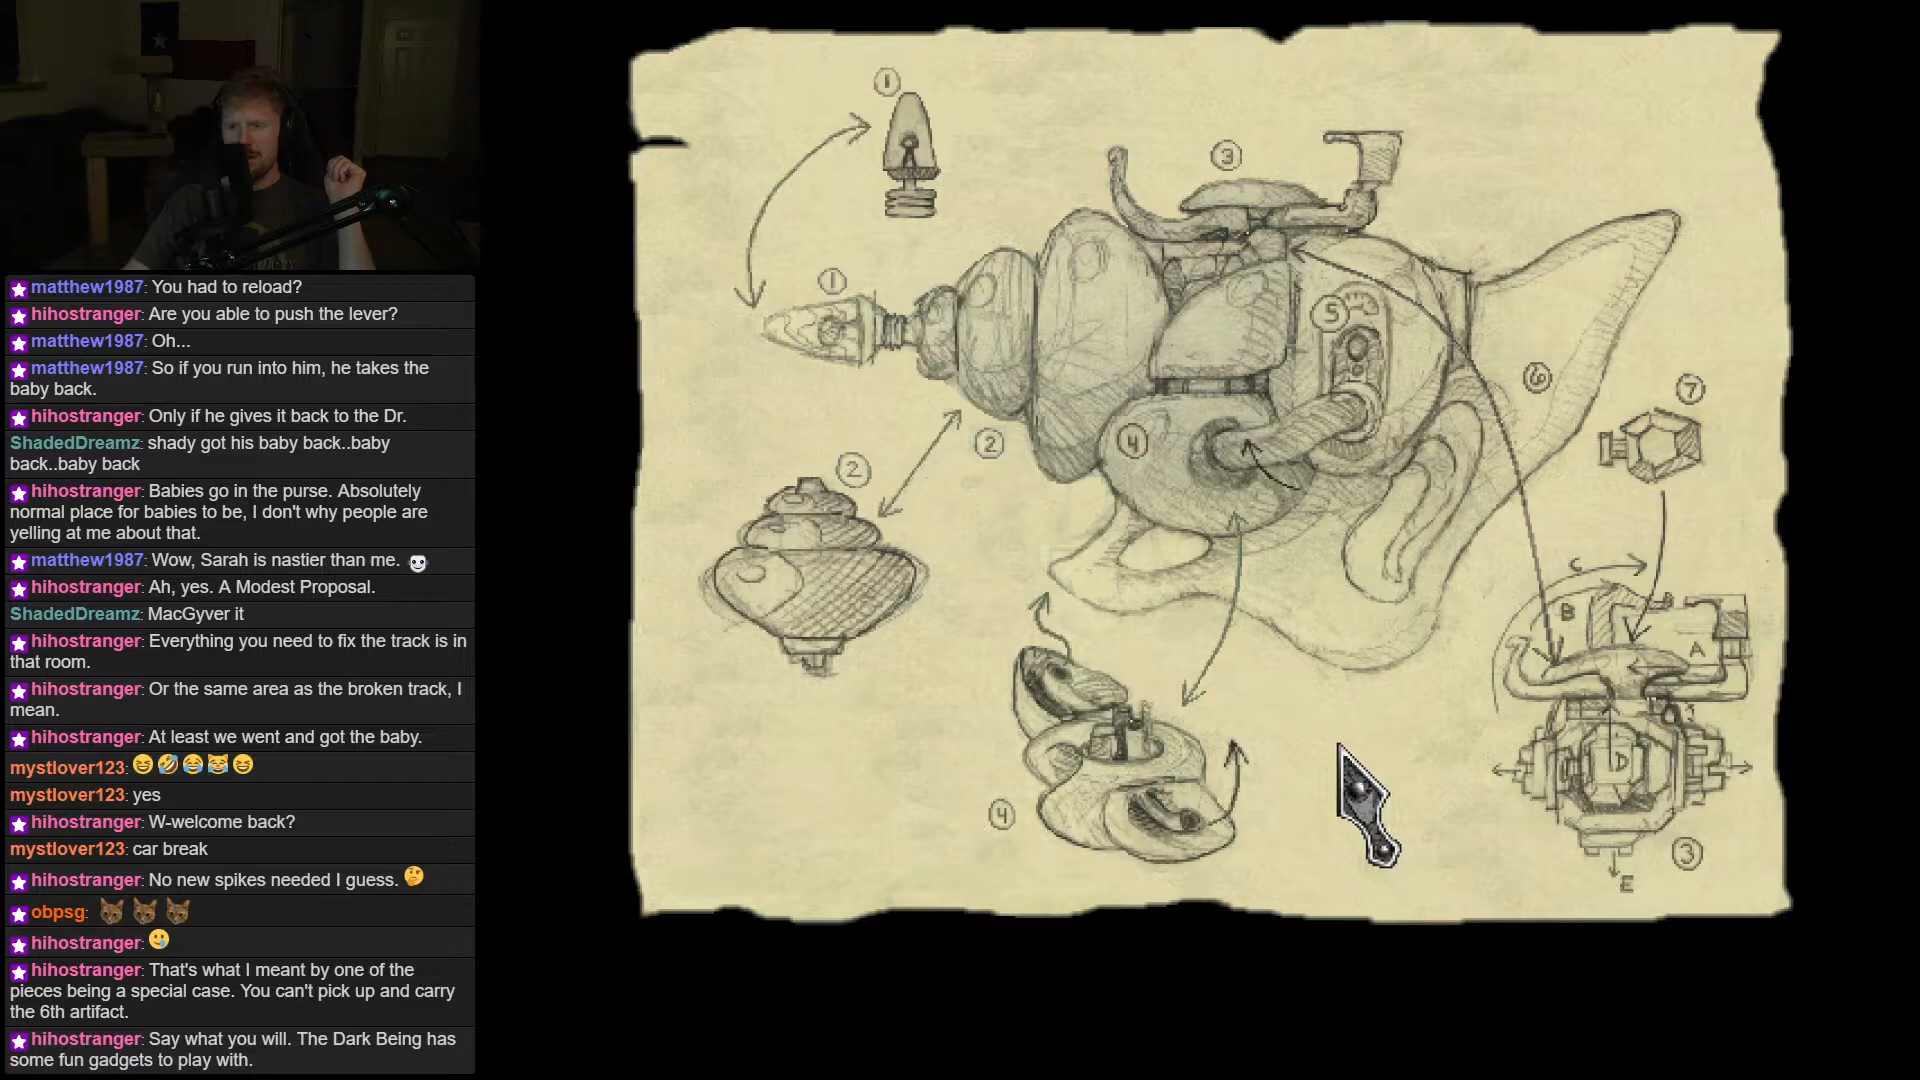 matthew1987: You had to reload?
hihostranger: Are you able to push the lever?
matthew1987: Oh...
matthew1987: So if you run into him, he takes the
baby back.
hihostranger: Only if he gives it back to the Dr.
ShadedDreamz: shady got his baby back..baby
back..baby back
hihostranger: Babies go in the purse. Absolutely
normal place for babies to be, I don't why people are
yelling at me about that.
matthew1987: Wow, Sarah is nastier than me.
hihostranger: Ah, yes. A Modest Proposal.
ShadedDreamz: MacGyver it
hihostranger: Everything you need to fix the track is in
that room.
hihostranger: Or the same area as the broken track, I
mean.
hihostranger: At least we went and got the baby.
mystlover123: 😆🤣😂😹😆
mystlover123: yes
hihostranger: W-welcome back?
mystlover123: car break
hihostranger: No new spikes needed I guess. 🤔
obpsg:
hihostranger: 🥲
hihostranger: That's what I meant by one of the
pieces being a special case. You can't pick up and carry
the 6th artifact.
hihostranger: Say what you will. The Dark Being has
some fun gadgets to play with.
1
3
1
5
6
7
4
2
2
B
A
D
4
3
E